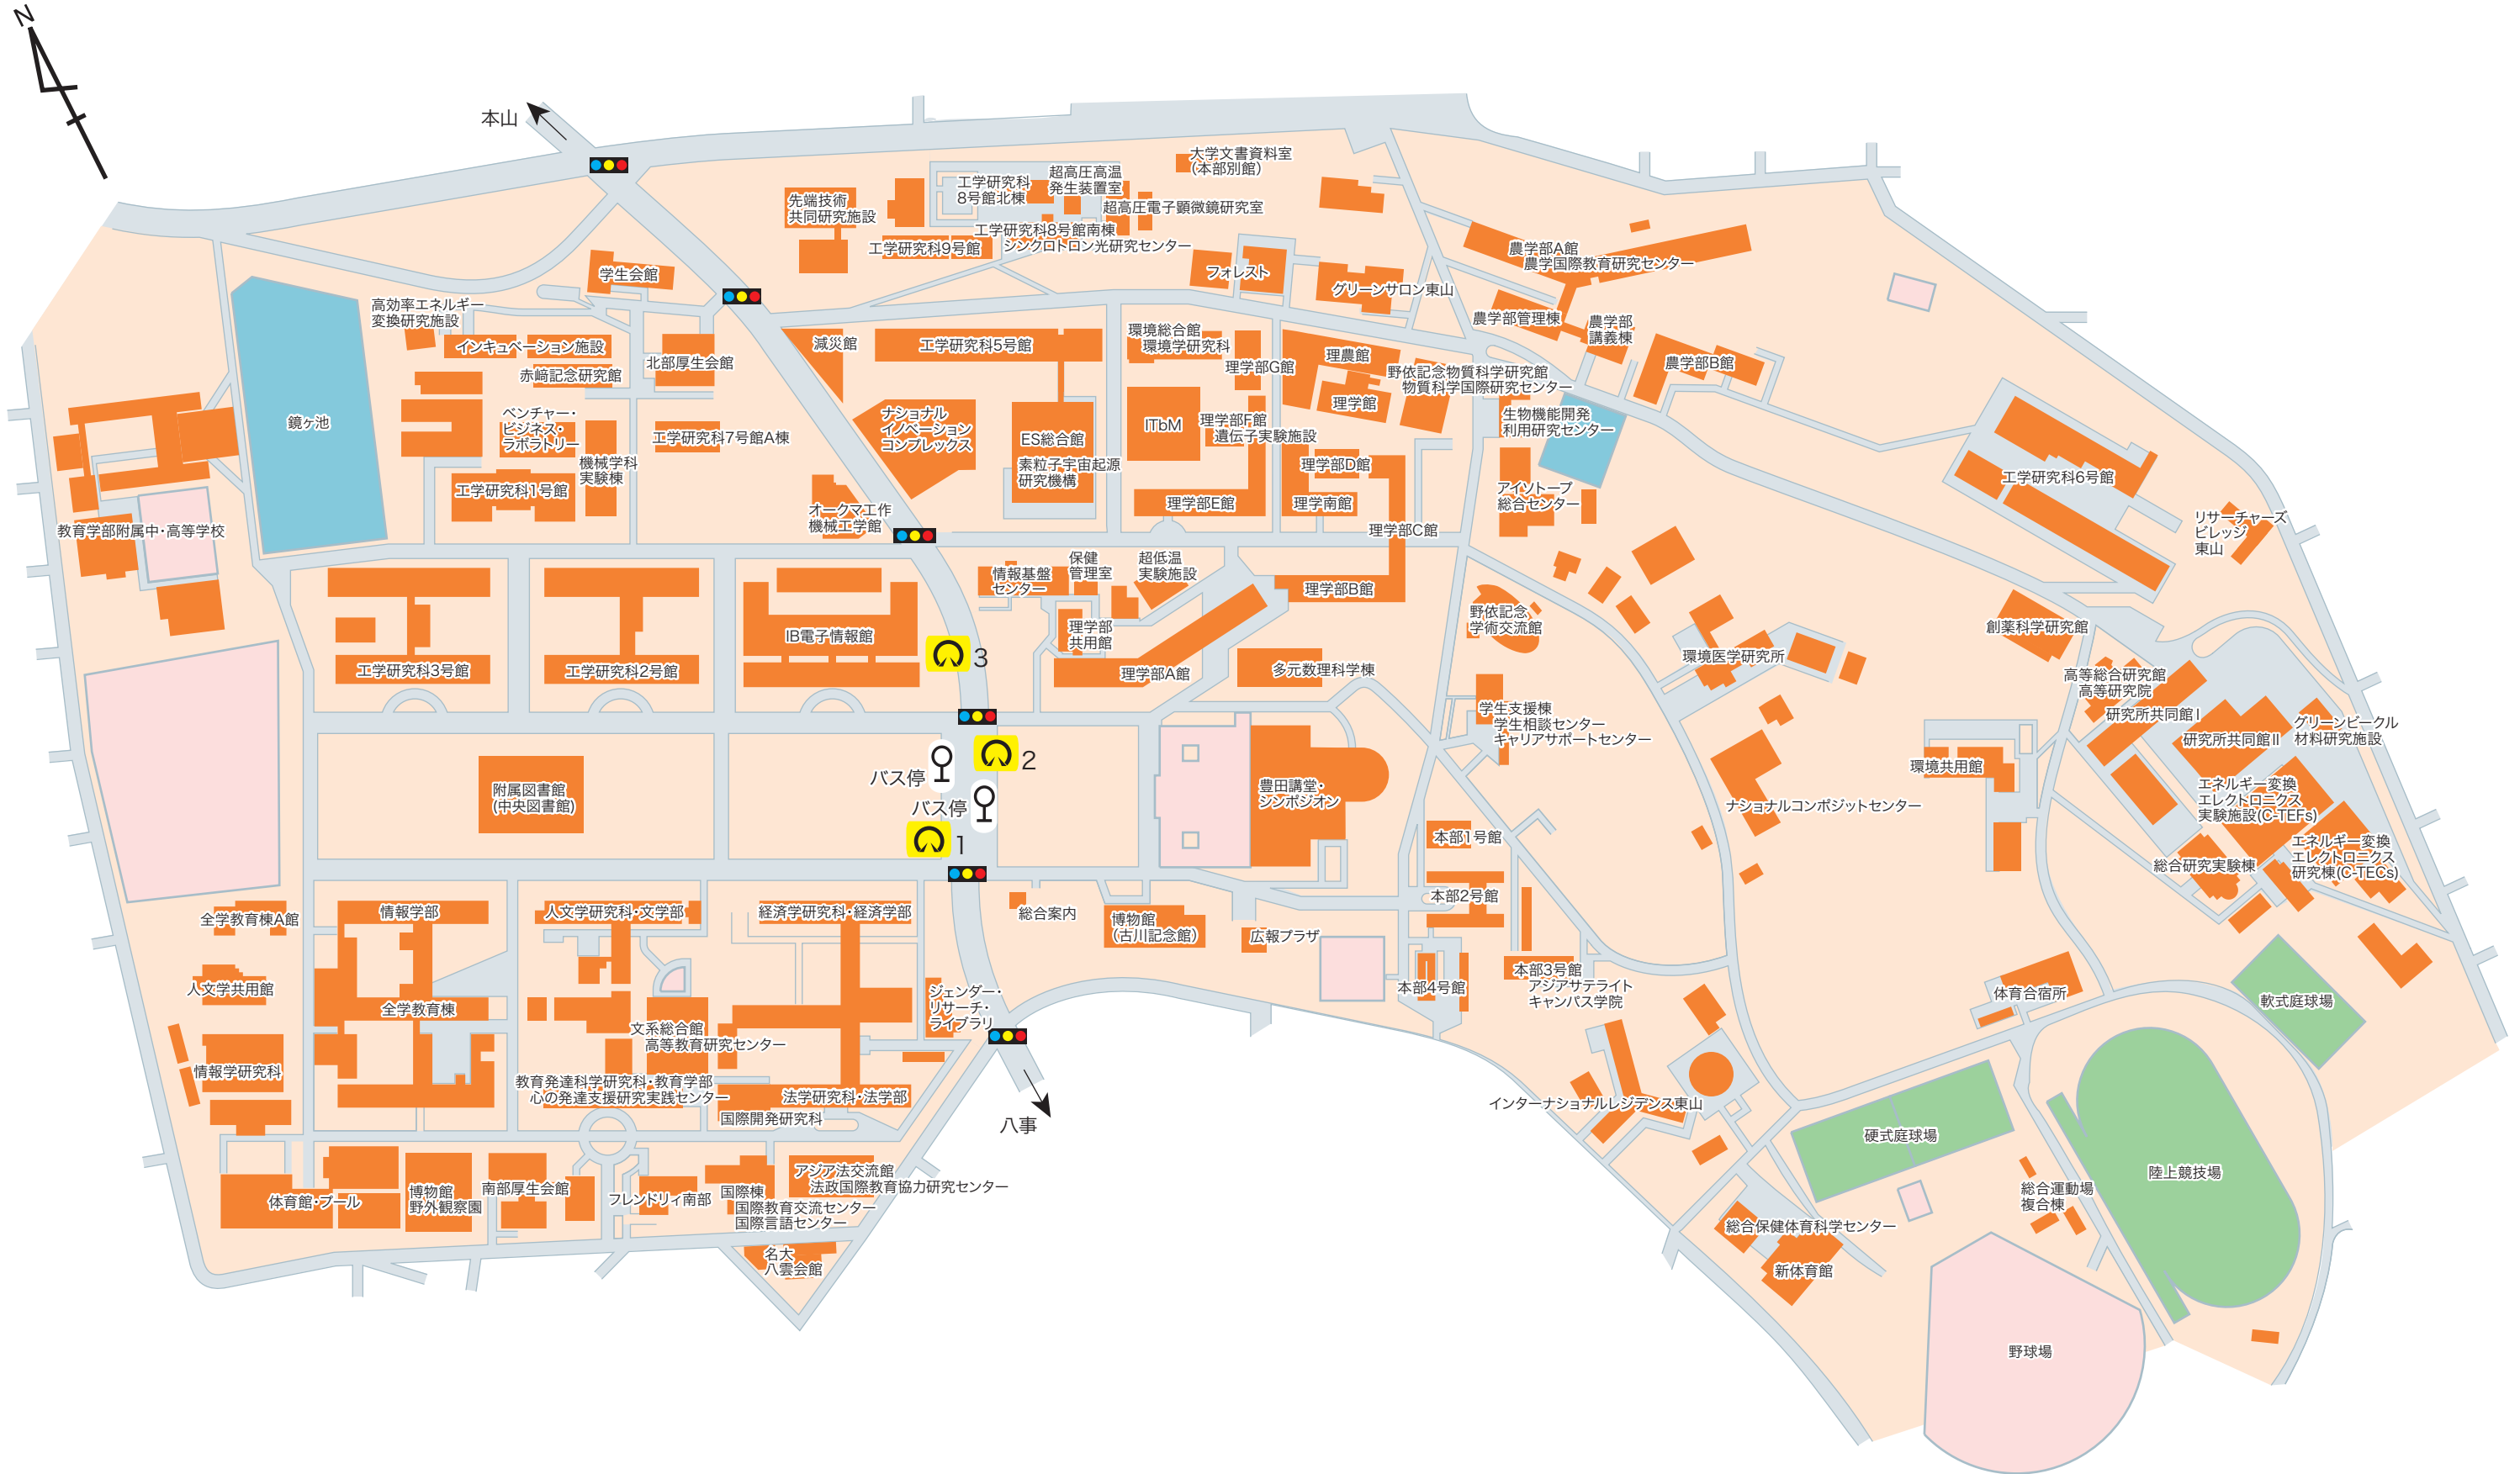 N
本山
大学文書資料室
(本部別館)
超高圧高温
発生装置室
工学研究科
8号館北棟
先端技術
共同研究施設
超高圧電子顕微鏡研究室
工学研究科8号館南棟
シンクロトロン光研究センター
工学研究科9号館
農学部A館
農学国際教育研究センター
フォレスト
学生会館
グリーンサロン東山
高効率エネルギー
変換研究施設
農学部管理棟
農学部
講義棟
環境総合館
環境学研究科
インキュベーション施設
減災館
工学研究科5号館
理農館
北部厚生会館
理学部G館
農学部B館
赤﨑記念研究館
野依記念物質科学研究館
物質科学国際研究センター
理学館
鏡ヶ池
ベンチャー・
ビジネス・
ラボラトリー
ナショナル
イノベーション
コンプレックス
ITbM
理学部F館
遺伝子実験施設
生物機能開発
利用研究センター
工学研究科7号館A棟
ES総合館
機械学科
実験棟
素粒子宇宙起源
研究機構
理学部D館
工学研究科6号館
工学研究科1号館
アイソトープ
総合センター
理学部E館
理学南館
オークマ工作
機械工学館
リサーチャーズ
ビレッジ
東山
教育学部附属中・高等学校
理学部C館
保健
管理室
超低温
実験施設
情報基盤
センター
理学部B館
野依記念
学術交流館
理学部
共用館
創薬科学研究館
IB電子情報館
3
環境医学研究所
工学研究科3号館
工学研究科2号館
理学部A館
多元数理科学棟
高等総合研究館
高等研究院
学生支援棟
学生相談センター
キャリアサポートセンター
研究所共同館Ⅰ
グリーンビークル
材料研究施設
研究所共同館Ⅱ
2
環境共用館
バス停
附属図書館
(中央図書館)
豊田講堂・
シンポジオン
エネルギー変換
エレクトロニクス
実験施設(C-TEFs)
ナショナルコンポジットセンター
バス停
1
本部1号館
エネルギー変換
エレクトロニクス
研究棟(C-TECs)
総合研究実験棟
本部2号館
全学教育棟A館
情報学部
人文学研究科・文学部
経済学研究科・経済学部
総合案内
博物館
(古川記念館)
広報プラザ
本部3号館
アジアサテライト
キャンパス学院
人文学共用館
本部4号館
体育合宿所
軟式庭球場
ジェンダー・
リサーチ・
ライブラリ
全学教育棟
文系総合館
高等教育研究センター
情報学研究科
教育発達科学研究科・教育学部
心の発達支援研究実践センター
法学研究科・法学部
インターナショナルレジデンス東山
国際開発研究科
八事
硬式庭球場
陸上競技場
アジア法交流館
法政国際教育協力研究センター
体育館・プール
博物館
野外観察園
南部厚生会館
フレンドリィ南部
国際棟
国際教育交流センター
国際言語センター
総合運動場
複合棟
総合保健体育科学センター
名大
八雲会館
新体育館
野球場